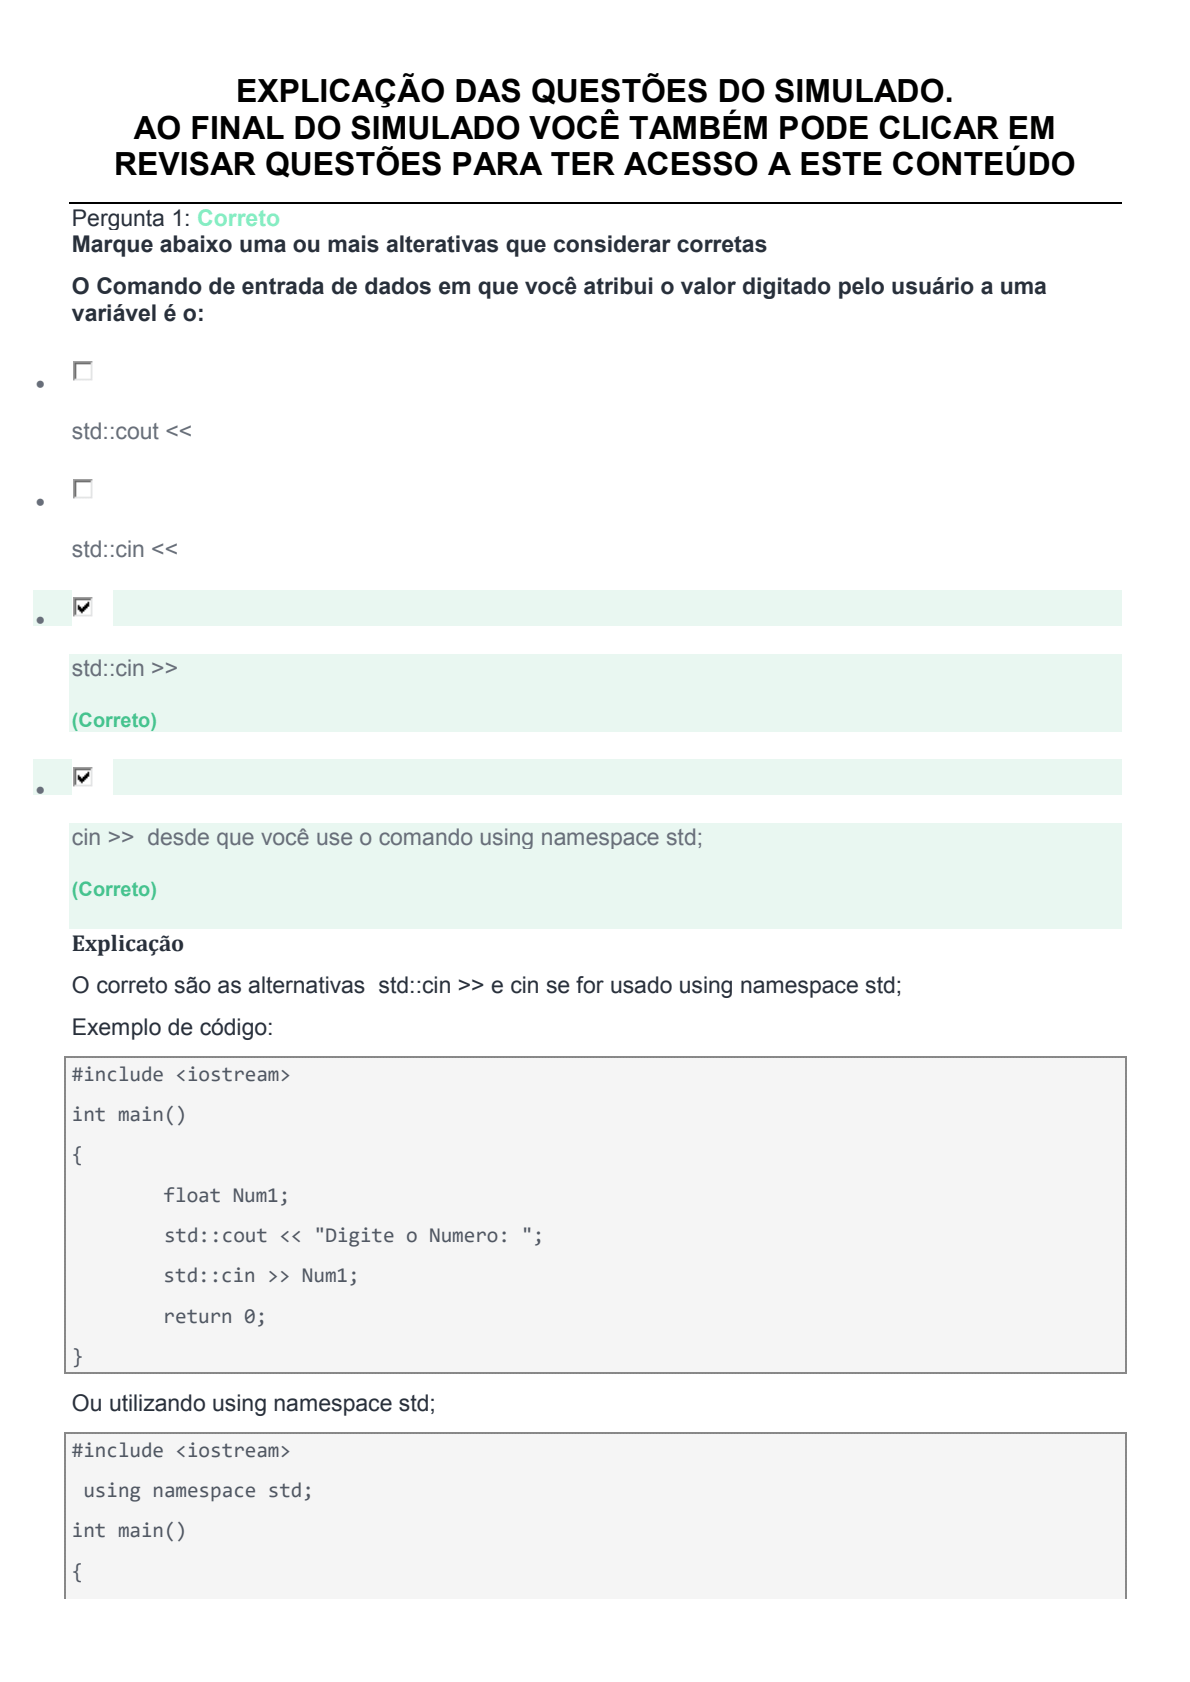 EXPLICAÇÃO DAS QUESTÕES DO SIMULADO.
AO FINAL DO SIMULADO VOCÊ TAMBÉM PODE CLICAR EM
REVISAR QUESTÕES PARA TER ACESSO A ESTE CONTEÚDO
Pergunta 1: Correto
Marque abaixo uma ou mais alterativas que considerar corretas
O Comando de entrada de dados em que você atribui o valor digitado pelo usuário a uma
variável é o:
std::cout <<
std::cin <<
std::cin >>
(Correto)
cin >>  desde que você use o comando using namespace std;
(Correto)
Explicação
O correto são as alternativas  std::cin >> e cin se for usado using namespace std;
Exemplo de código:
#include <iostream>
int main()
{
        float Num1;
        std::cout << "Digite o Numero: ";
        std::cin >> Num1;
        return 0;
}
Ou utilizando using namespace std;
#include <iostream>
 using namespace std;
int main()
{